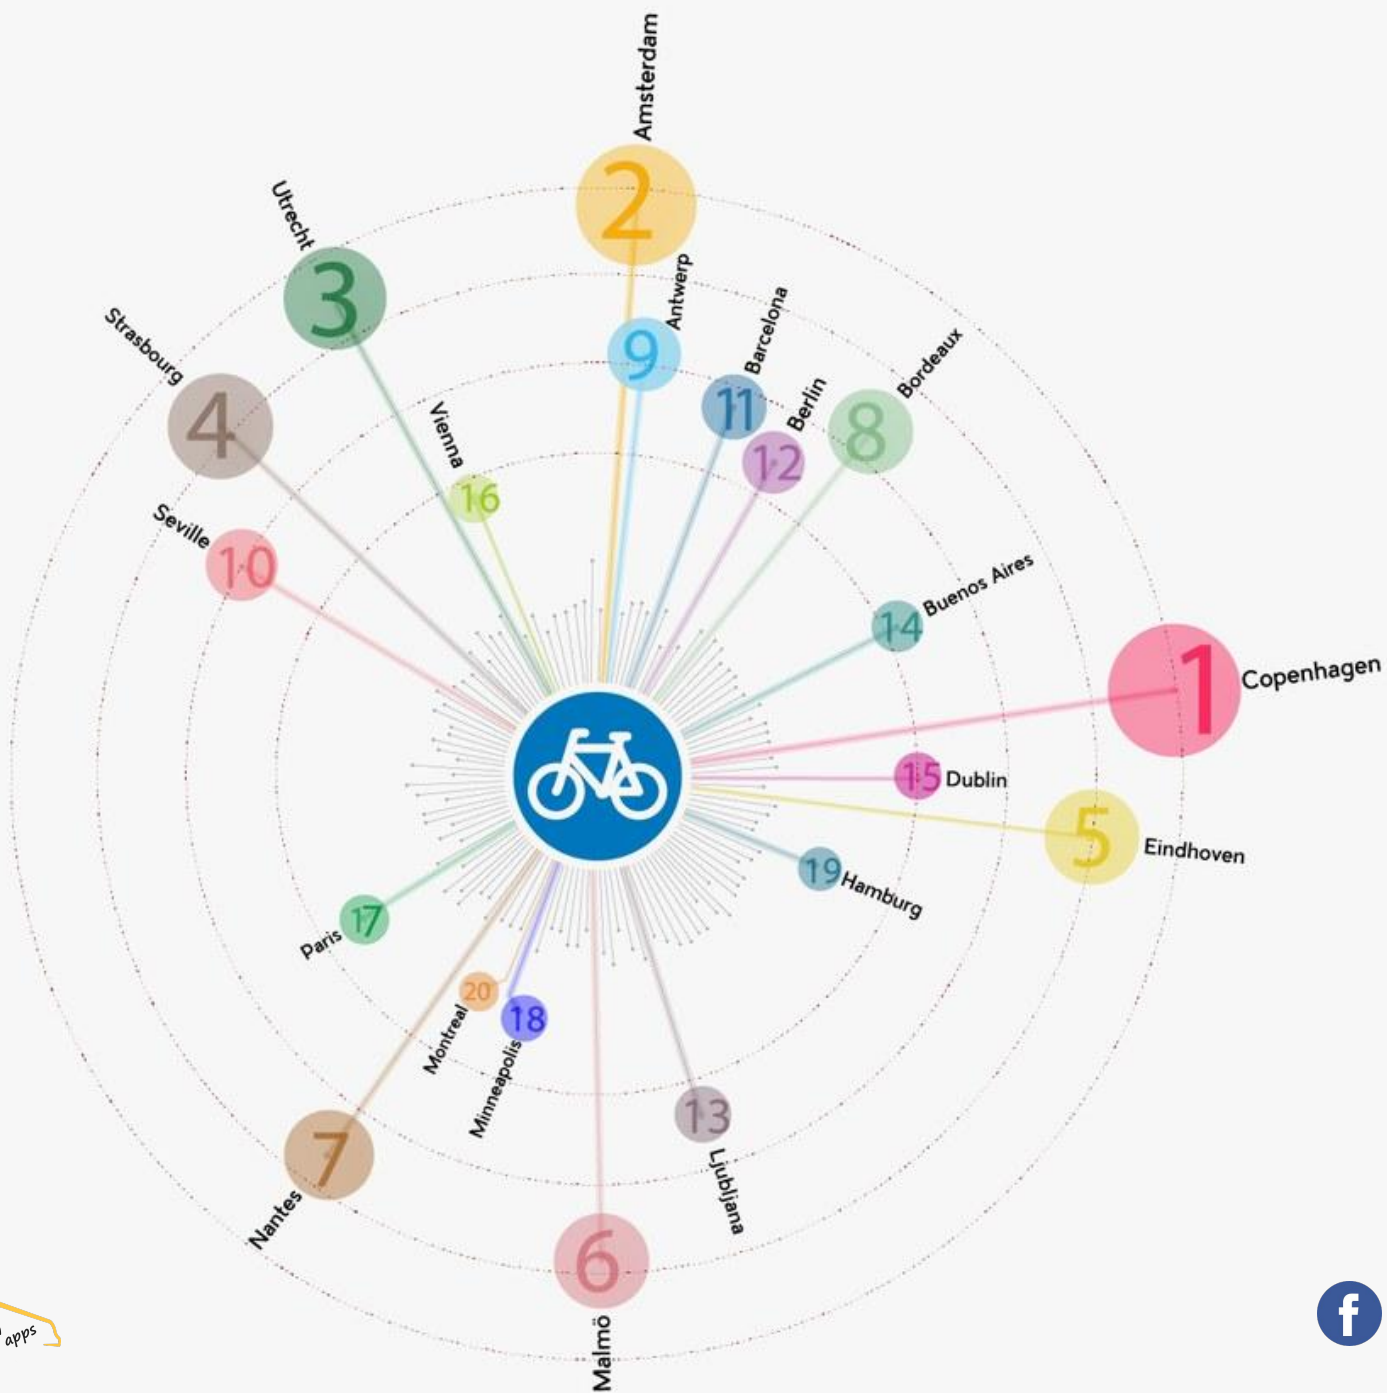 Amsterdam
2
Utrecht
3
Antwerp
9
Barcelona
11
Berlin
12
Bordeaux
8
Strasbourg
4
Vienna
16
Seville
10
Buenos Aires
14
1
Copenhagen
15
Dublin
5
Eindhoven
19
Hamburg
17
Paris
20
Montreal
18
Minneapolis
13
Ljubljana
7
Nantes
6
Malmö
apps
f